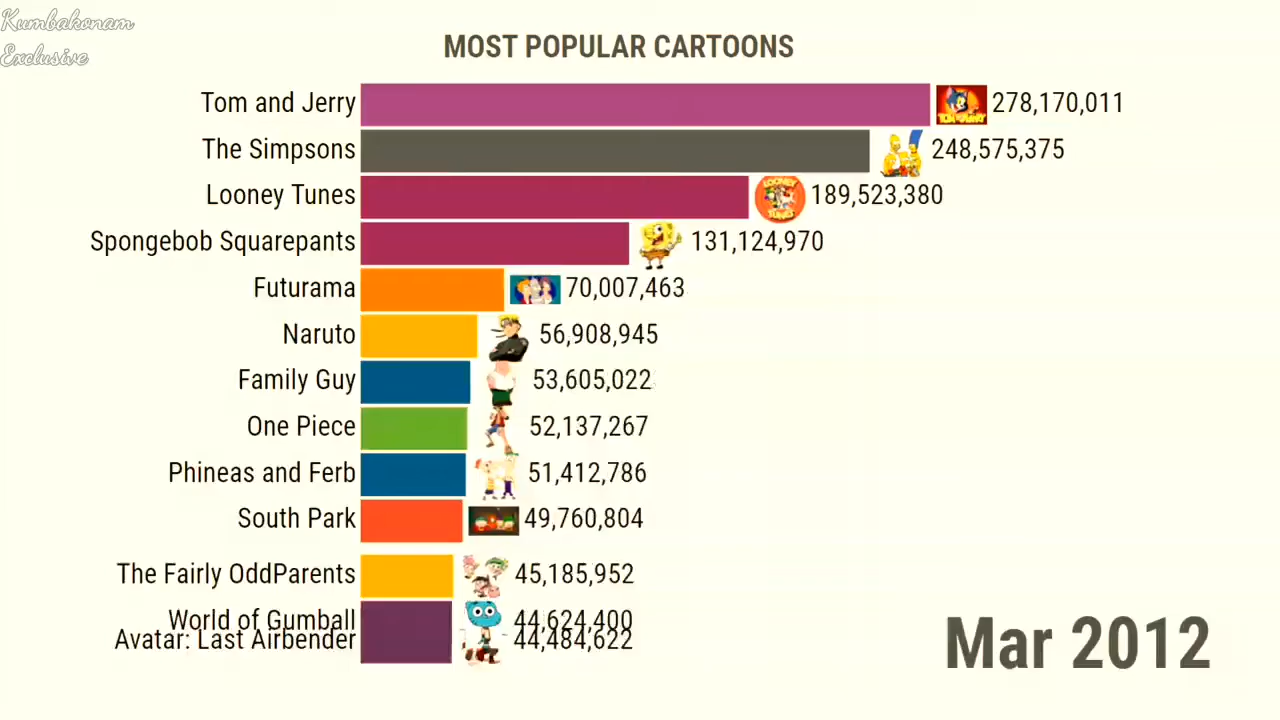 Kumbakonam
Exclusive
MOST POPULAR CARTOONS
Tom and Jerry 278,170,011
The Simpsons 248,575,375
Looney Tunes LOONEY TUNES 189,523,380
Spongebob Squarepants 131,124,970
Futurama 70,007,463
Naruto 56,908,945
Family Guy 53,605,022
One Piece 52,137,267
Phineas and Ferb 51,412,786
South Park 49,760,804
The Fairly OddParents 45,185,952
World of Gumball 44,624,400
Avatar: Last Airbender 44,484,622
Mar 2012